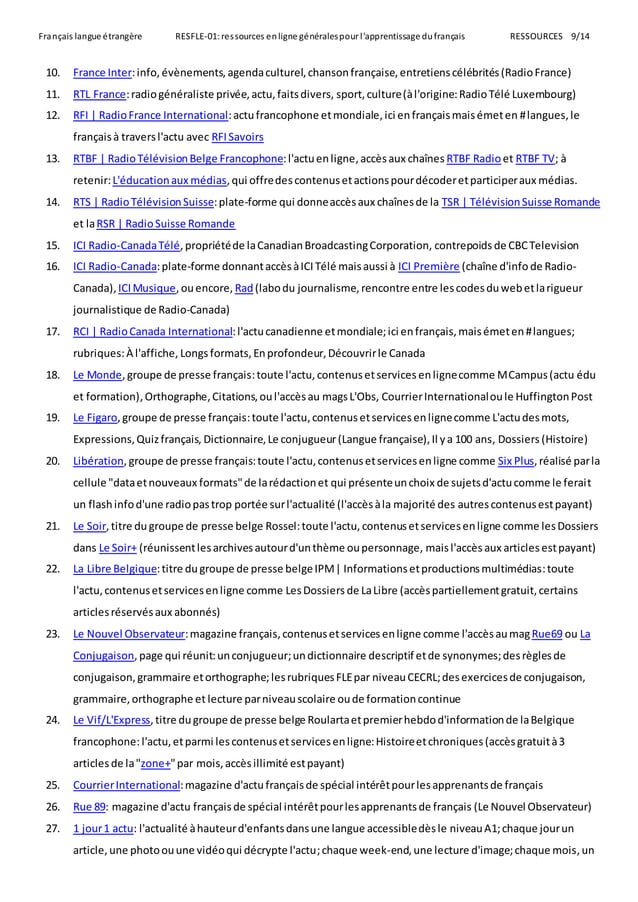 Français langue étrangère RESFLE-01: ressources en ligne générales pour l'apprentissage du français RESSOURCES 9/14
10. France Inter: info, évènements, agenda culturel, chanson française, entretiens célébrités (Radio France)
11. RTL France: radio généraliste privée, actu, faits divers, sport, culture (à l'origine: Radio Télé Luxembourg)
12. RFI | Radio France International: actu francophone et mondiale, ici en français mais émet en #langues, le
français à travers l'actu avec RFI Savoirs
13. RTBF | Radio Télévision Belge Francophone: l'actu en ligne, accès aux chaînes RTBF Radio et RTBF TV; à
retenir: L'éducation aux médias, qui offre des contenus et actions pour décoder et participer aux médias.
14. RTS | Radio Télévision Suisse: plate-forme qui donne accès aux chaînes de la TSR | Télévision Suisse Romande
et la RSR | Radio Suisse Romande
15. ICI Radio-Canada Télé, propriété de la Canadian Broadcasting Corporation, contrepoids de CBC Television
16. ICI Radio-Canada: plate-forme donnant accès à ICI Télé mais aussi à ICI Première (chaîne d'info de Radio-
Canada), ICI Musique, ou encore, Rad (labo du journalisme, rencontre entre les codes du web et la rigueur
journalistique de Radio-Canada)
17. RCI | Radio Canada International: l'actu canadienne et mondiale; ici en français, mais émet en #langues;
rubriques: À l'affiche, Longs formats, En profondeur, Découvrir le Canada
18. Le Monde, groupe de presse français: toute l'actu, contenus et services en ligne comme MCampus (actu édu
et formation), Orthographe, Citations, ou l'accès au mags L'Obs, Courrier International ou le Huffington Post
19. Le Figaro, groupe de presse français: toute l'actu, contenus et services en ligne comme L'actu des mots,
Expressions, Quiz français, Dictionnaire, Le conjugueur (Langue française), Il y a 100 ans, Dossiers (Histoire)
20. Libération, groupe de presse français: toute l'actu, contenus et services en ligne comme Six Plus, réalisé par la
cellule "data et nouveaux formats" de la rédaction et qui présente un choix de sujets d'actu comme le ferait
un flash info d'une radio pas trop portée sur l'actualité (l'accès à la majorité des autres contenus est payant)
21. Le Soir, titre du groupe de presse belge Rossel: toute l'actu, contenus et services en ligne comme les Dossiers
dans Le Soir+ (réunissent les archives autour d'un thème ou personnage, mais l'accès aux articles est payant)
22. La Libre Belgique: titre du groupe de presse belge IPM | Informations et productions multimédias: toute
l'actu, contenus et services en ligne comme Les Dossiers de La Libre (accès partiellement gratuit, certains
articles réservés aux abonnés)
23. Le Nouvel Observateur: magazine français, contenus et services en ligne comme l'accès au mag Rue69 ou La
Conjugaison, page qui réunit: un conjugueur; un dictionnaire descriptif et de synonymes; des règles de
conjugaison, grammaire et orthographe; les rubriques FLE par niveau CECRL; des exercices de conjugaison,
grammaire, orthographe et lecture par niveau scolaire ou de formation continue
24. Le Vif/L'Express, titre du groupe de presse belge Roularta et premier hebdo d'information de la Belgique
francophone: l'actu, et parmi les contenus et services en ligne: Histoire et chroniques (accès gratuit à 3
articles de la "zone+" par mois, accès illimité est payant)
25. Courrier International: magazine d'actu français de spécial intérêt pour les apprenants de français
26. Rue 89: magazine d'actu français de spécial intérêt pour les apprenants de français (Le Nouvel Observateur)
27. 1 jour 1 actu: l'actualité à hauteur d'enfants dans une langue accessible dès le niveau A1; chaque jour un
article, une photo ou une vidéo qui décrypte l'actu; chaque week-end, une lecture d'image; chaque mois, un